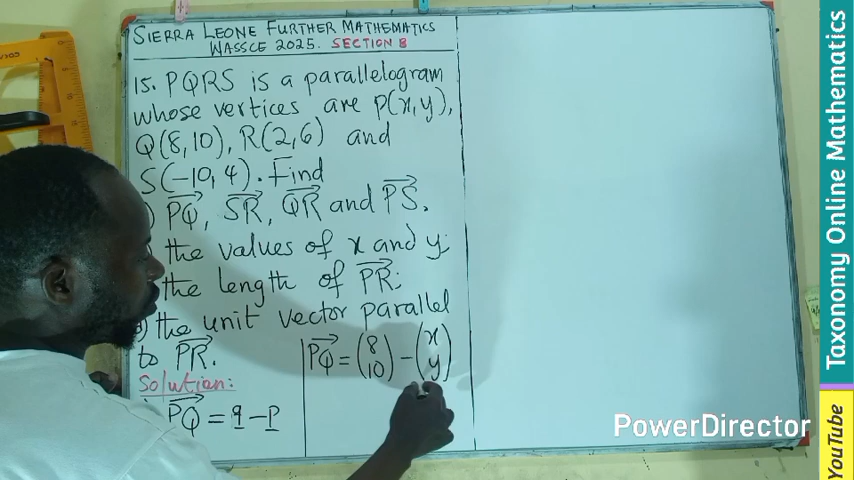 SIERRA LEONE FURTHER MATHEMATICS
WASSCE 2025. SECTION B
15. PQRS is a parallelogram
whose vertices are P(x,y),
Q(8,10), R(2,6) and
S(-10,4). Find
) PQ, SR, QR and PS.
the values of x and y;
the length of PR;
) the unit vector parallel
to PR.
Solution:
PQ = q - p
PQ = (8 10) - (x y)
PowerDirector
Taxonomy Online Mathematics
YouTube